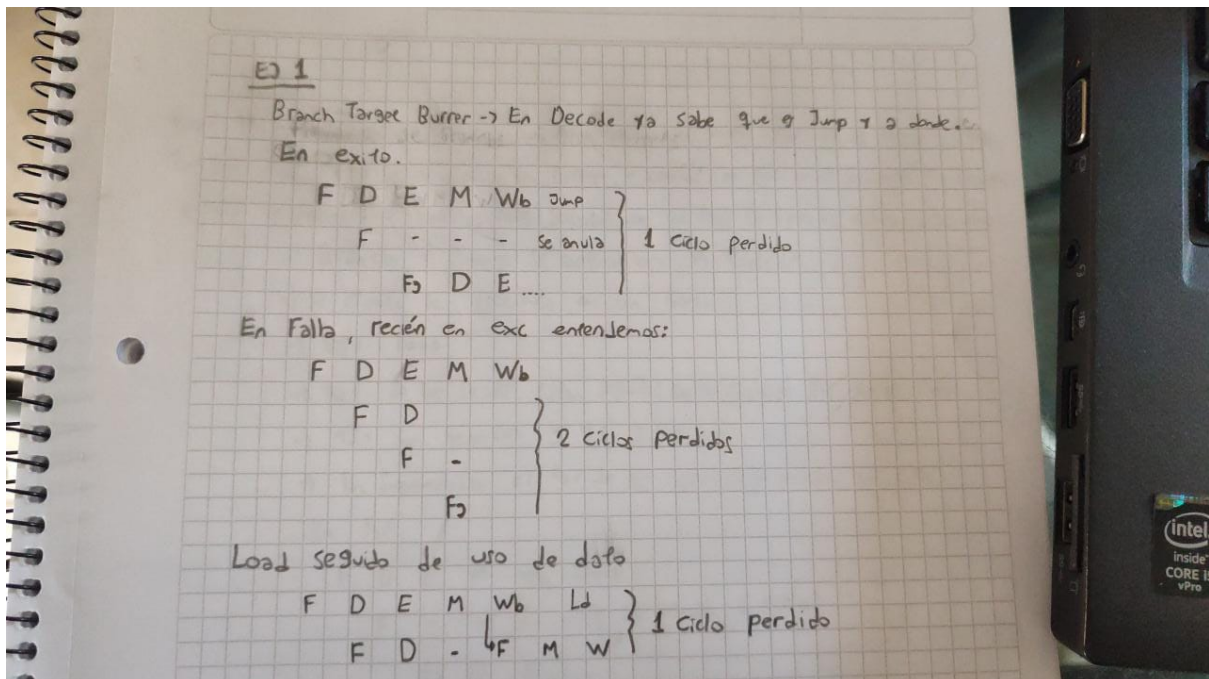 EJ 1
Branch Target Buffer -> En Decode ya sabe que es Jump y a donde.
En exito.
F D E M Wb Jump
F - - - se anula
1 Ciclo perdido
FJ D E ....
En Falla, recién en exc entendemos:
F D E M Wb
F D
2 Ciclos perdidos
F -
FJ
Load seguido de uso de dato
F D E M Wb Ld
1 Ciclo perdido
F D - ↳F M W
intel
inside™
CORE i5
vPro